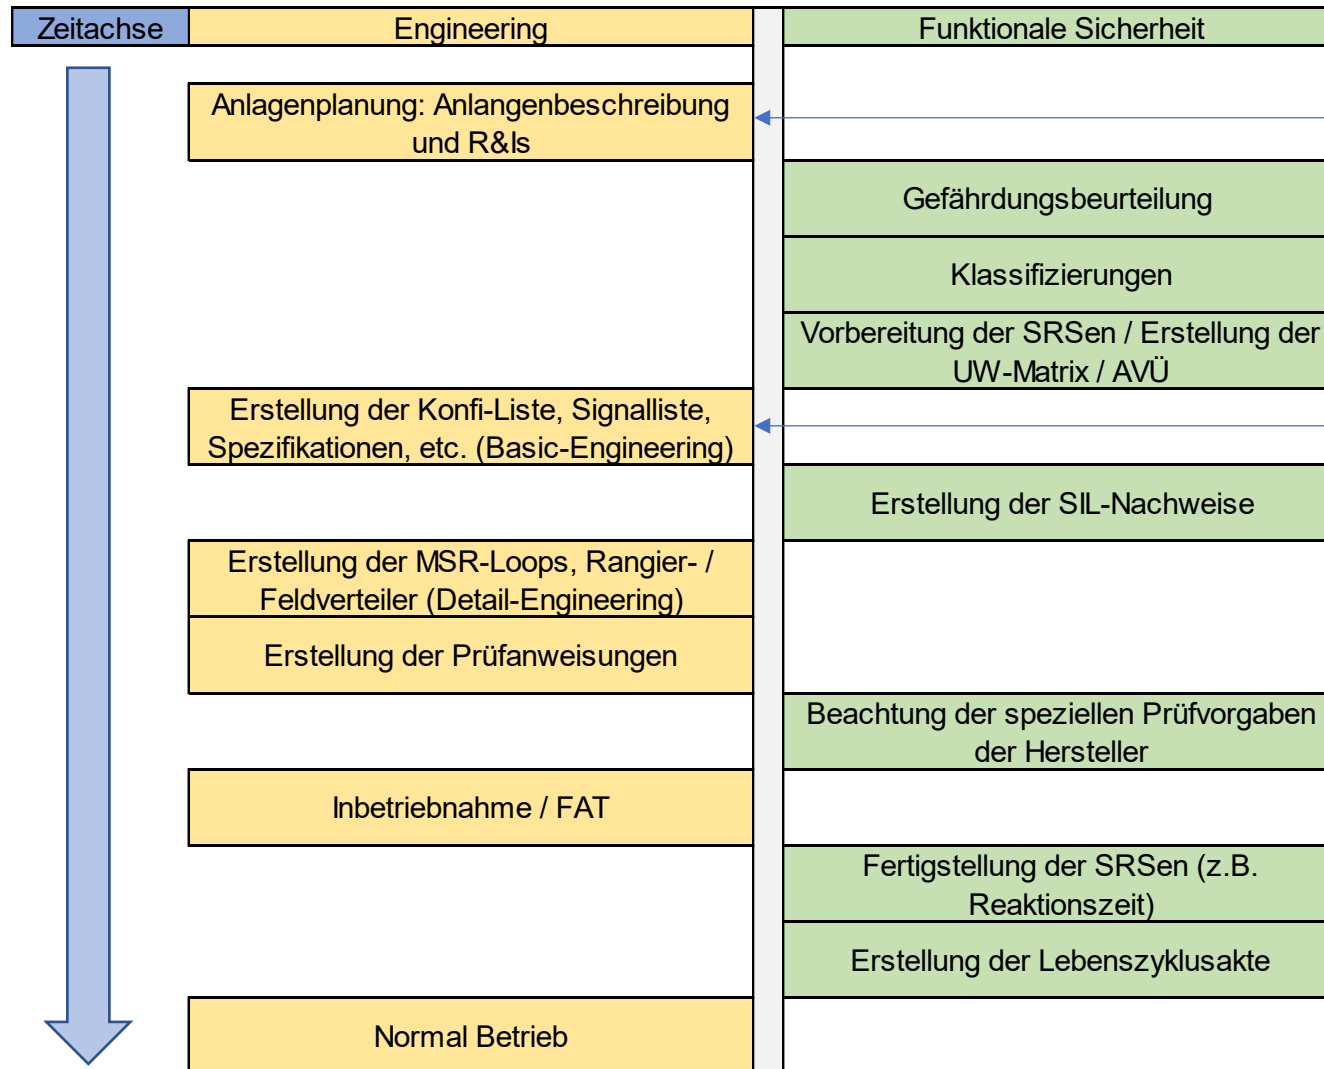 Zeitachse
Engineering
Funktionale Sicherheit
Anlagenplanung: Anlangenbeschreibung
und R&Is
Gefährdungsbeurteilung
Klassifizierungen
Vorbereitung der SRSen / Erstellung der
UW-Matrix / AVÜ
Erstellung der Konfi-Liste, Signalliste,
Spezifikationen, etc. (Basic-Engineering)
Erstellung der SIL-Nachweise
Erstellung der MSR-Loops, Rangier- /
Feldverteiler (Detail-Engineering)
Erstellung der Prüfanweisungen
Beachtung der speziellen Prüfvorgaben
der Hersteller
Inbetriebnahme / FAT
Fertigstellung der SRSen (z.B.
Reaktionszeit)
Erstellung der Lebenszyklusakte
Normal Betrieb